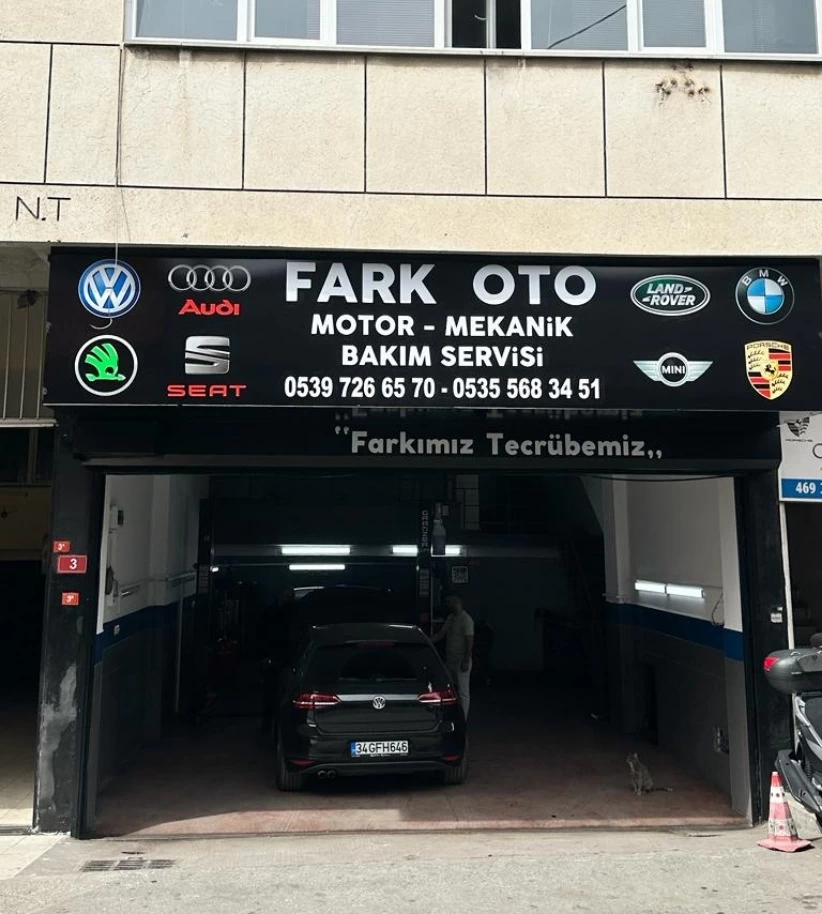 N.T
FARK OTO
MOTOR - MEKANiK
BAKIM SERViSi
0539 726 65 70 - 0535 568 34 51
Audi
SEAT
LAND-
-ROVER
BMW
MINI
PORSCHE
"Farkımız Tecrübemiz,,
PORSCHE
469
3
34 GFH 646